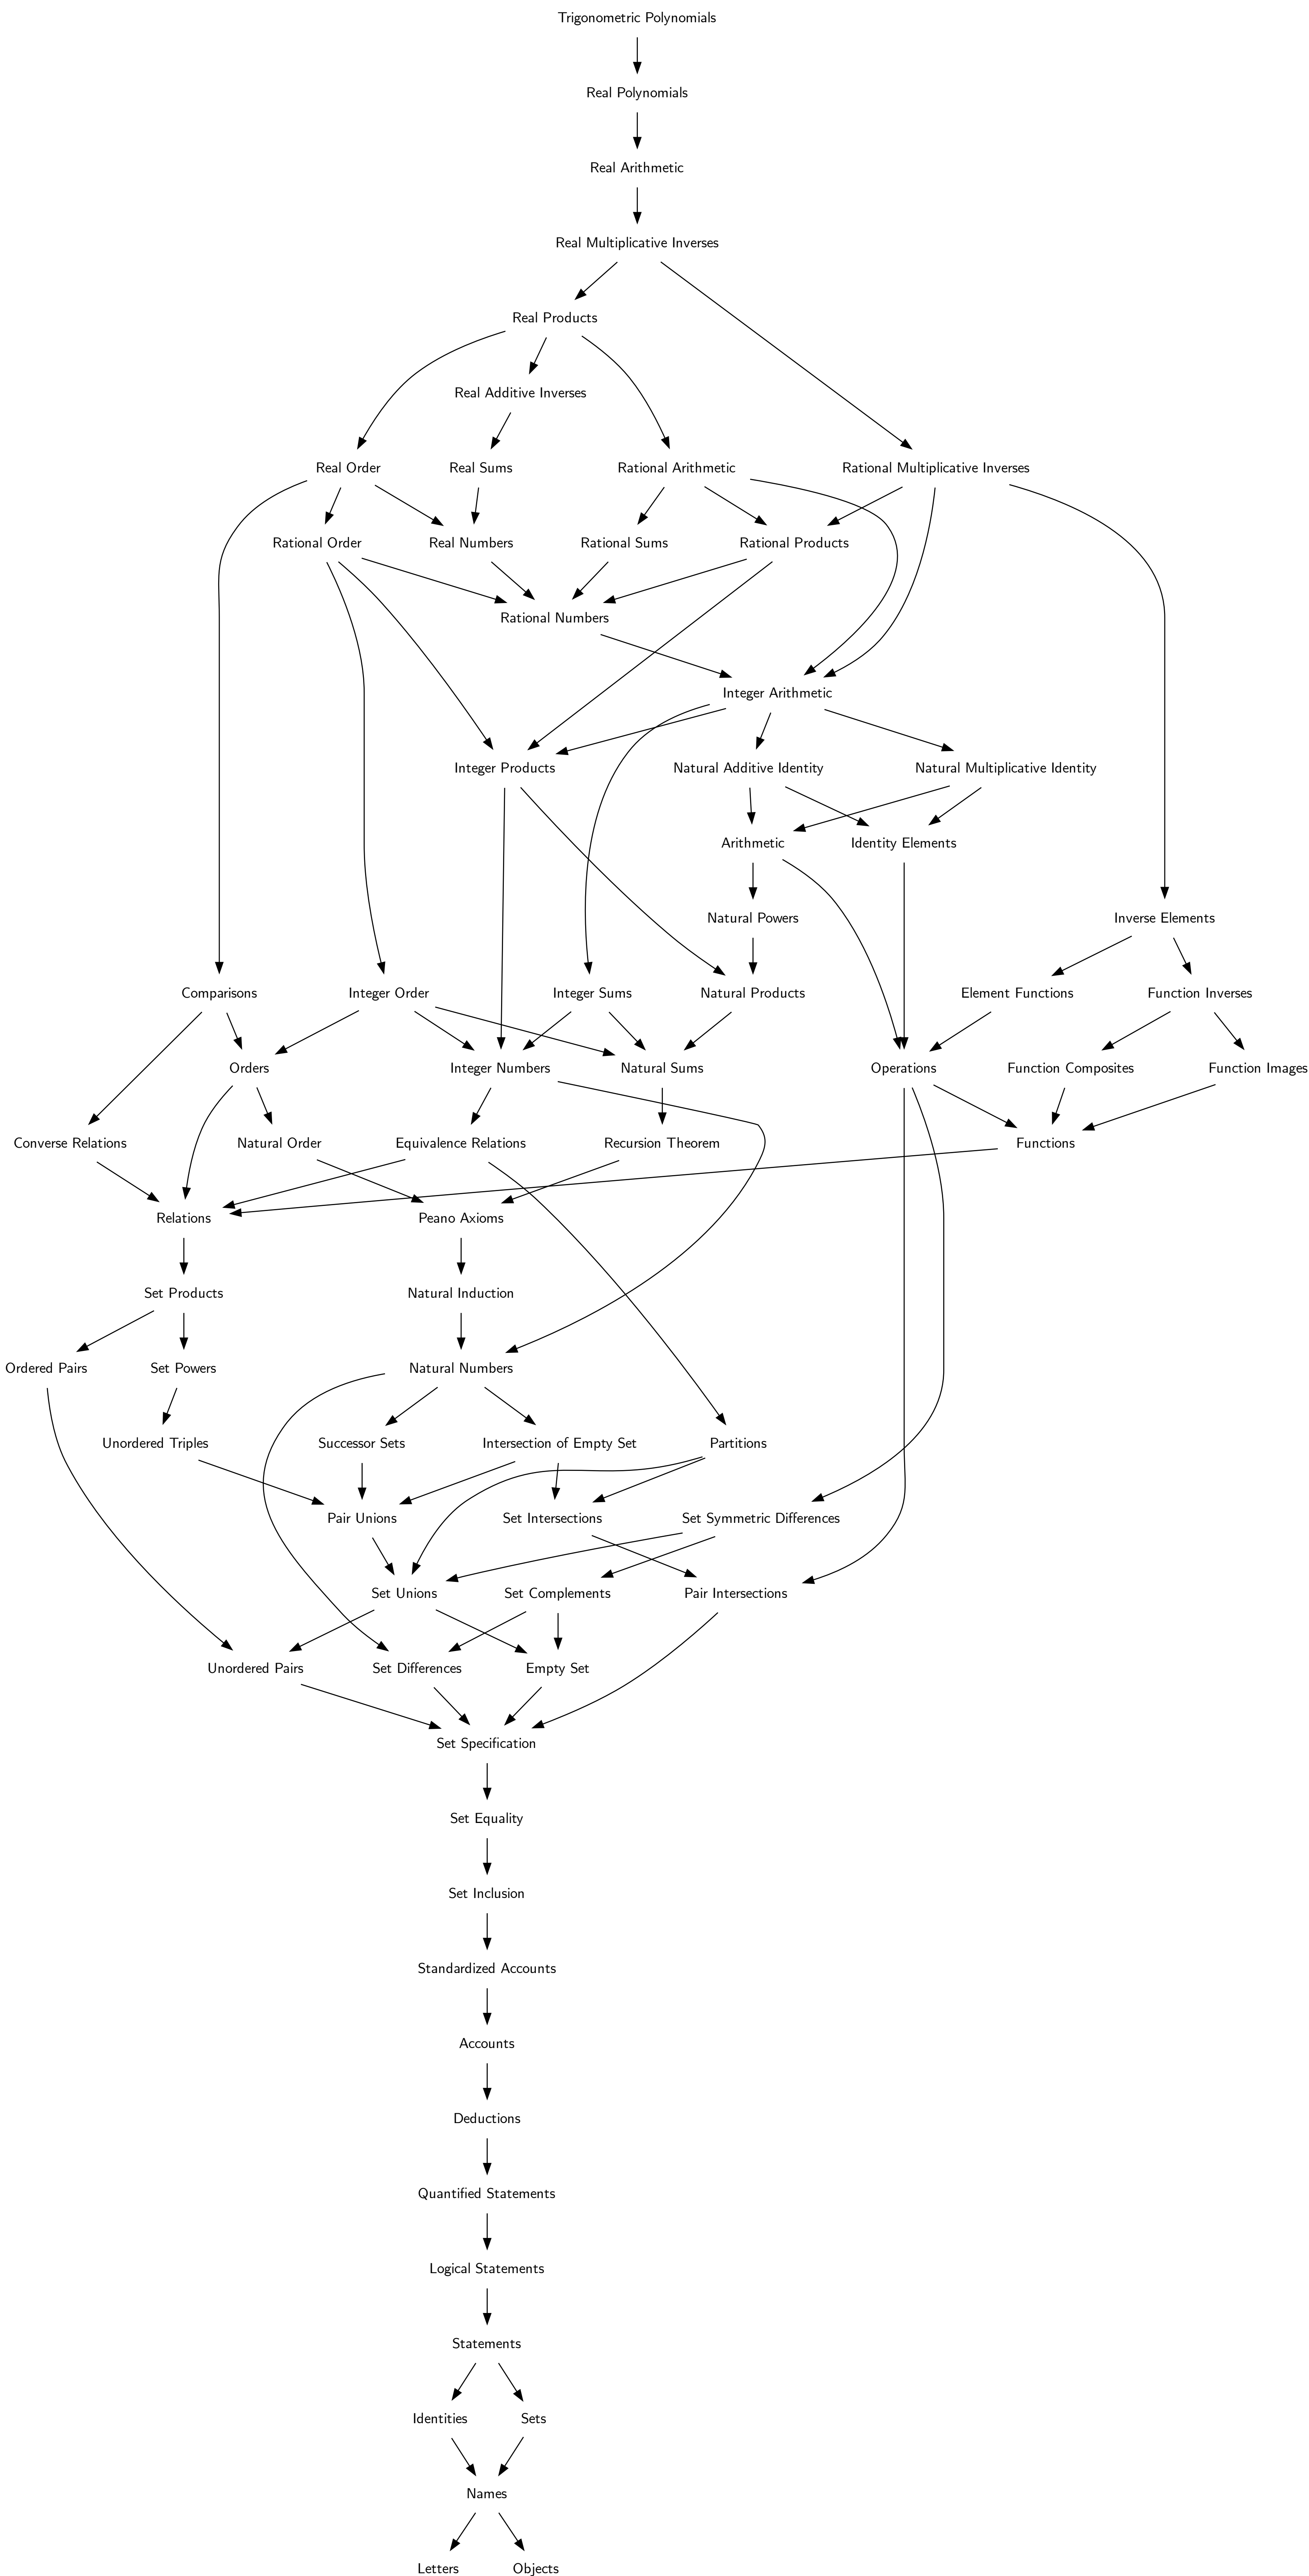 Trigonometric Polynomials
Real Polynomials
Real Arithmetic
Real Multiplicative Inverses
Real Products
Real Additive Inverses
Real Order
Real Sums
Rational Arithmetic
Rational Multiplicative Inverses
Rational Order
Real Numbers
Rational Sums
Rational Products
Rational Numbers
Integer Arithmetic
Integer Products
Natural Additive Identity
Natural Multiplicative Identity
Arithmetic
Identity Elements
Natural Powers
Inverse Elements
Comparisons
Integer Order
Integer Sums
Natural Products
Element Functions
Function Inverses
Orders
Integer Numbers
Natural Sums
Operations
Function Composites
Function Images
Converse Relations
Natural Order
Equivalence Relations
Recursion Theorem
Functions
Relations
Peano Axioms
Set Products
Natural Induction
Ordered Pairs
Set Powers
Natural Numbers
Unordered Triples
Successor Sets
Intersection of Empty Set
Partitions
Pair Unions
Set Intersections
Set Symmetric Differences
Set Unions
Set Complements
Pair Intersections
Unordered Pairs
Set Differences
Empty Set
Set Specification
Set Equality
Set Inclusion
Standardized Accounts
Accounts
Deductions
Quantified Statements
Logical Statements
Statements
Identities
Sets
Names
Letters
Objects